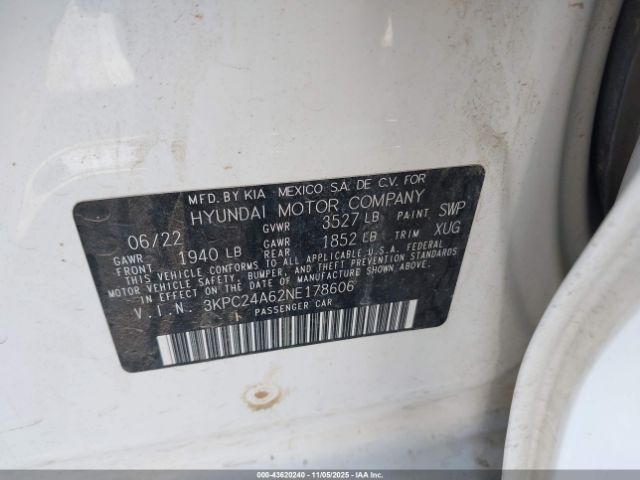 MFD. BY KIA MEXICO S.A. DE C.V. FOR
HYUNDAI MOTOR COMPANY
06/22 GVWR 3527 LB PAINT SWP
GAWR FRONT 1940 LB GAWR REAR 1852 LB TRIM XUG
THIS VEHICLE CONFORMS TO ALL APPLICABLE U.S.A. FEDERAL
MOTOR VEHICLE SAFETY, BUMPER, AND THEFT PREVENTION STANDARDS
IN EFFECT ON THE DATE OF MANUFACTURE SHOWN ABOVE.
V.I.N. 3KPC24A62NE178606
PASSENGER CAR
000-43620240 11/05/2025 IAAI.COM